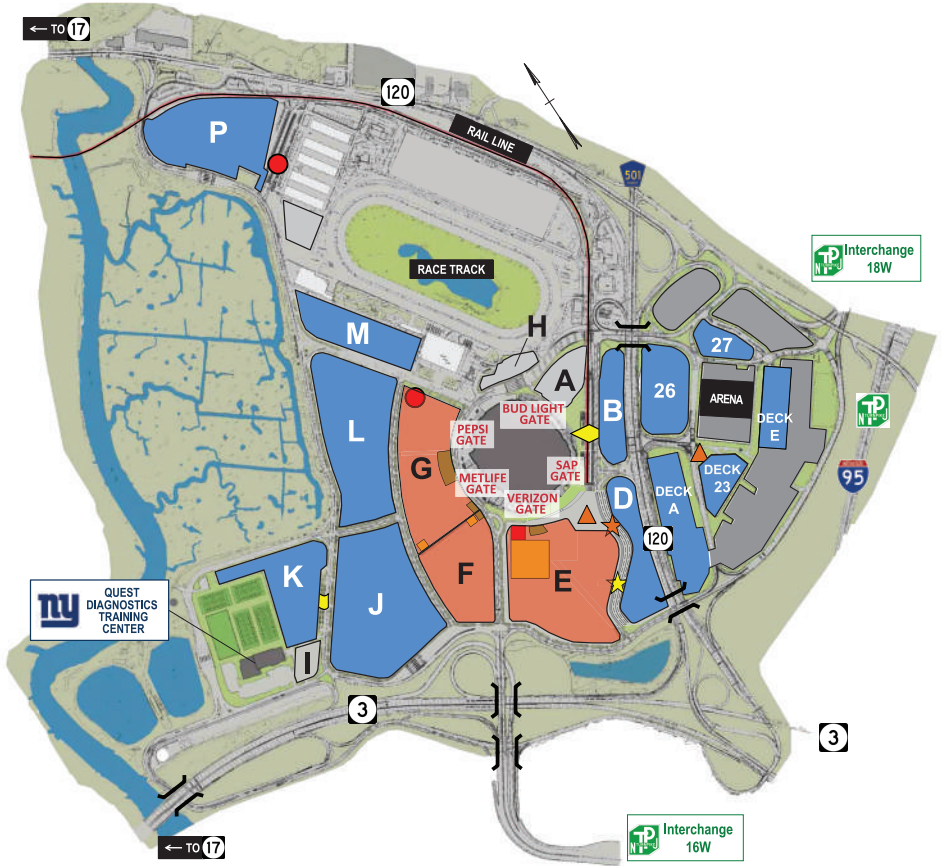 ← TO 17
120
P
RAIL LINE
501
Interchange
18W
RACE TRACK
H
M
27
A
26
ARENA
B
BUD LIGHT
GATE
DECK
E
L
PEPSI
GATE
G
SAP
GATE
METLIFE
GATE
DECK
23
VERIZON
GATE
D
DECK
A
95
120
K
F
E
J
ny
QUEST
DIAGNOSTICS
TRAINING
CENTER
I
3
3
Interchange
16W
← TO 17